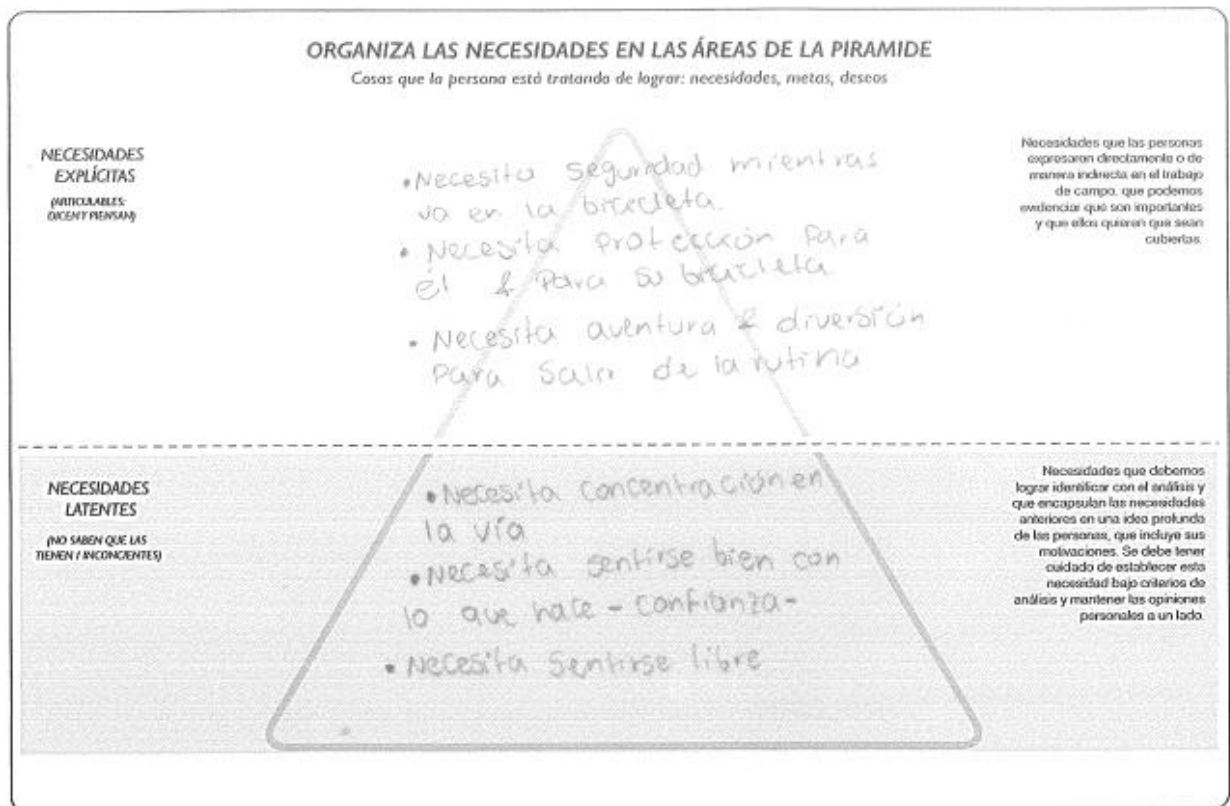 ORGANIZA LAS NECESIDADES EN LAS ÁREAS DE LA PIRAMIDE
Cosas que la persona está tratando de lograr: necesidades, metas, deseos
NECESIDADES
EXPLÍCITAS
(ARTICULABLES:
DICEN Y PIENSAN)
• Necesita seguridad mientras
va en la bicicleta
• Necesita Protección Para
él & Para su bicicleta
• Necesita aventura & diversión
Para Salir de la rutina
Necesidades que las personas
expresaron directamente o de
manera indirecta en el trabajo
de campo, que podemos
evidenciar que son importantes
y que ellos quieren que sean
cubiertas.
NECESIDADES
LATENTES
(NO SABEN QUE LAS
TIENEN / INCONCIENTES)
• Necesita concentración en
la vía
• Necesita sentirse bien con
lo que hace - confianza -
• Necesita Sentirse libre
Necesidades que debemos
lograr identificar con el análisis y
que encapsulan las necesidades
anteriores en una idea profunda
de las personas, que incluye sus
motivaciones. Se debe tener
cuidado de establecer esta
necesidad bajo criterios de
análisis y mantener las opiniones
personales a un lado.